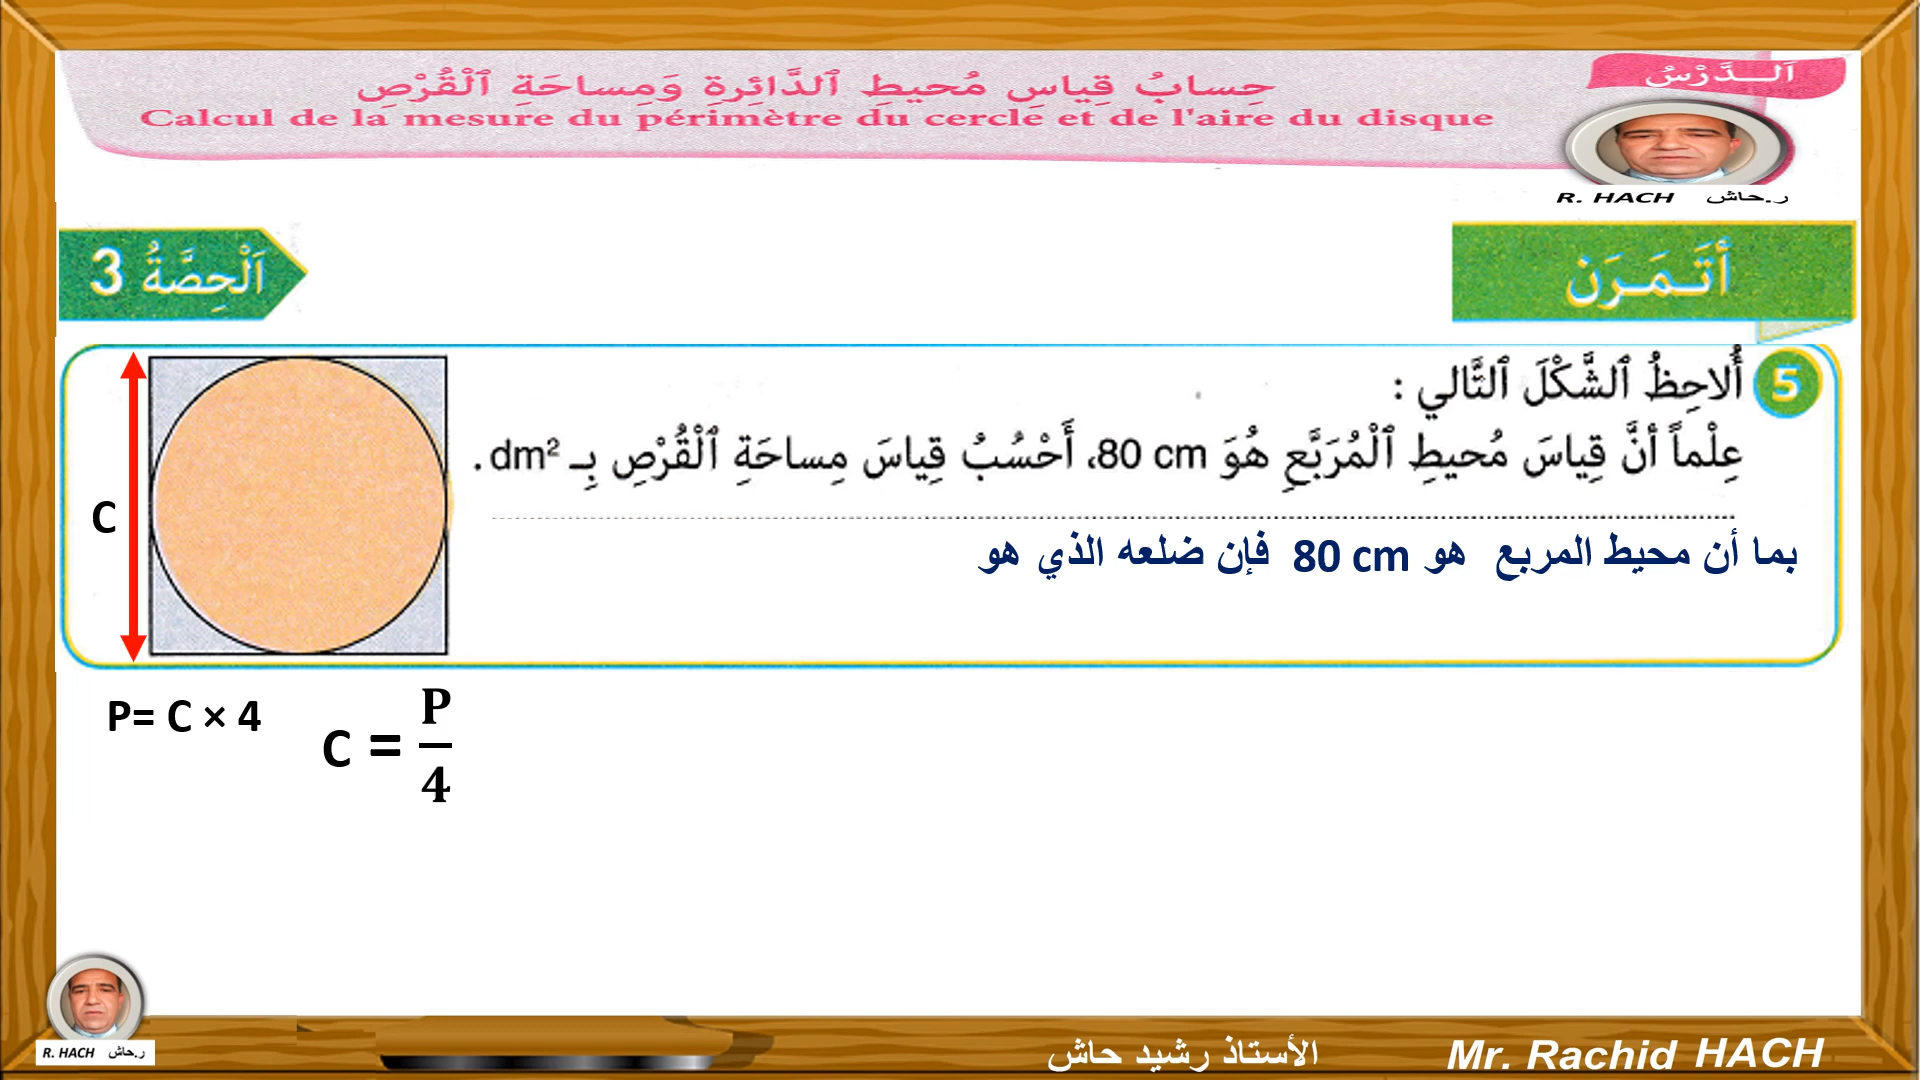 اَلــدَّرْسُ
حِسابُ قِياسِ مُحيطِ ٱلدَّائِرةِ وَمِساحَةِ ٱلْقُرْصِ
Calcul de la mesure du périmètre du cercle et de l'aire du disque
R. HACH ر.حاش
أَتَـمَـرَن
اَلْحِصَّةُ 3
5 أُلاحِظُ ٱلشَّكْلَ ٱلتَّالي :
عِلْماً أنَّ قِياسَ مُحيطِ ٱلْمُرَبَّعِ هُوَ 80 cm، أَحْسُبُ قِياسَ مِساحَةِ ٱلْقُرْصِ بِـ dm².
C
بما أن محيط المربع هو 80 cm فإن ضلعه الذي هو
P= C × 4
C = P/4
R. HACH ر.حاش
الأستاذ رشيد حاش
Mr. Rachid HACH